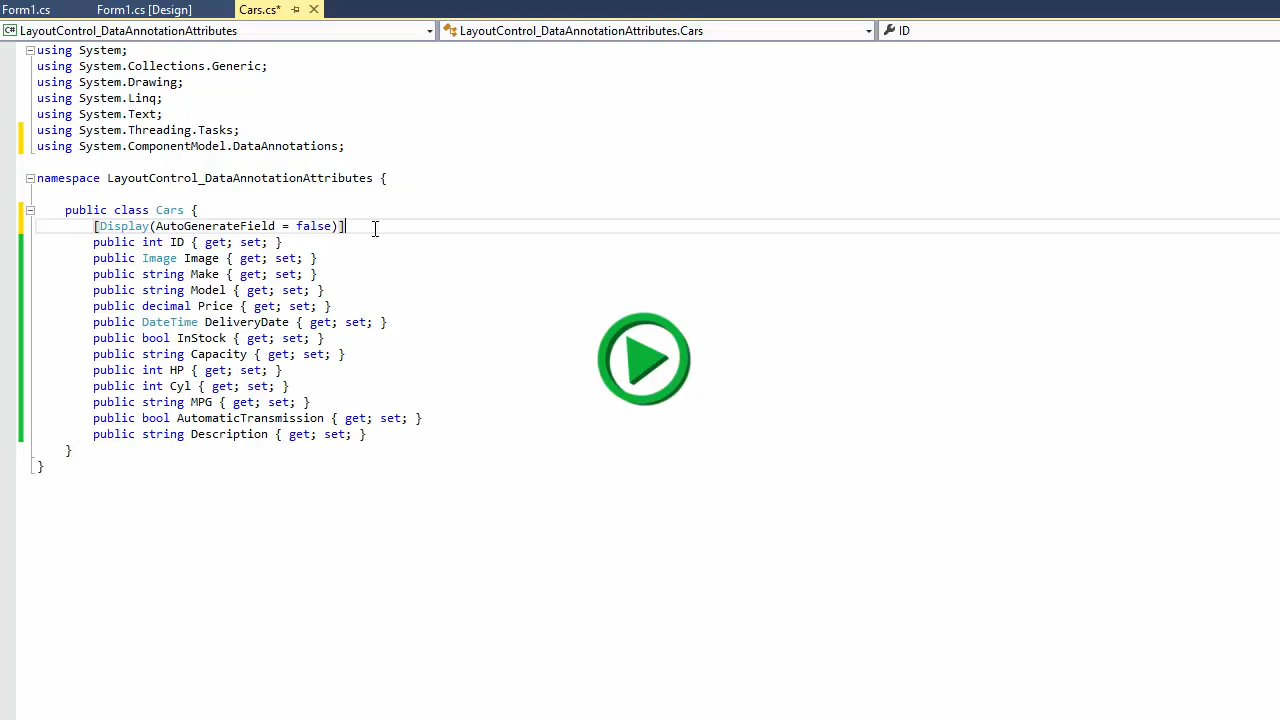 Form1.cs    Form1.cs [Design]    Cars.cs*
LayoutControl_DataAnnotationAttributes    LayoutControl_DataAnnotationAttributes.Cars    ID
using System;
using System.Collections.Generic;
using System.Drawing;
using System.Linq;
using System.Text;
using System.Threading.Tasks;
using System.ComponentModel.DataAnnotations;
namespace LayoutControl_DataAnnotationAttributes {
public class Cars {
[Display(AutoGenerateField = false)]
public int ID { get; set; }
public Image Image { get; set; }
public string Make { get; set; }
public string Model { get; set; }
public decimal Price { get; set; }
public DateTime DeliveryDate { get; set; }
public bool InStock { get; set; }
public string Capacity { get; set; }
public int HP { get; set; }
public int Cyl { get; set; }
public string MPG { get; set; }
public bool AutomaticTransmission { get; set; }
public string Description { get; set; }
}
}